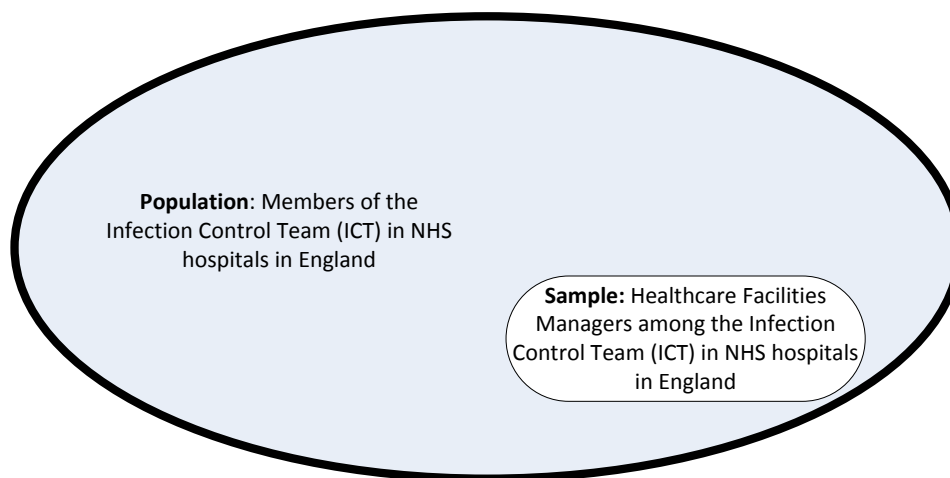 Population: Members of the
Infection Control Team (ICT) in NHS
hospitals in England
Sample: Healthcare Facilities
Managers among the Infection
Control Team (ICT) in NHS hospitals
in England